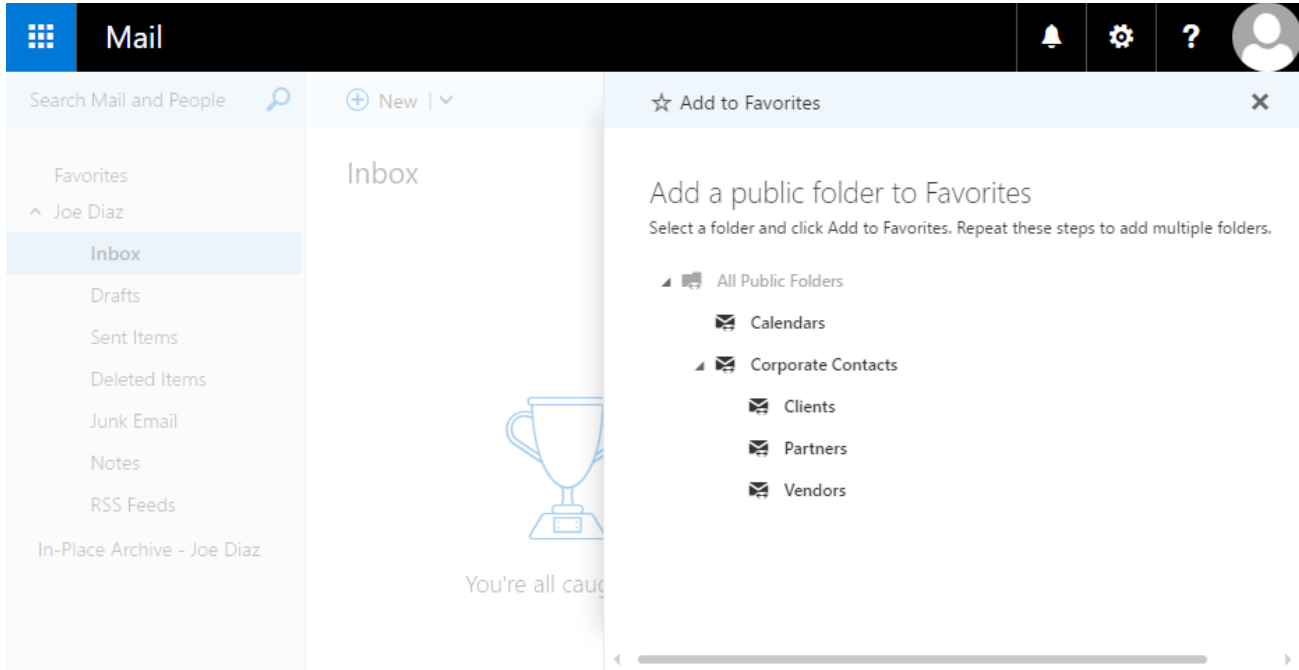 Mail
?
Search Mail and People
New
Add to Favorites
Favorites
Joe Diaz
Inbox
Drafts
Sent Items
Deleted Items
Junk Email
Notes
RSS Feeds
In-Place Archive - Joe Diaz
Inbox
You're all
Add a public folder to Favorites
Select a folder and click Add to Favorites. Repeat these steps to add multiple folders.
All Public Folders
Calendars
Corporate Contacts
Clients
Partners
Vendors